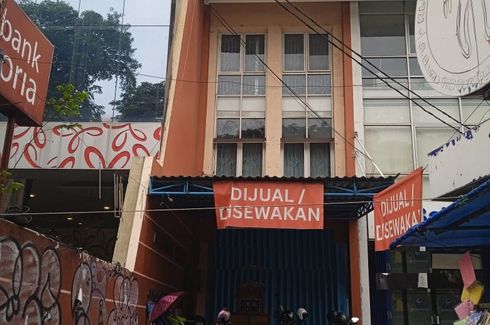 bank
oria
DIJUAL /
DISEWAKAN
DIJUAL /
DISEWAKAN